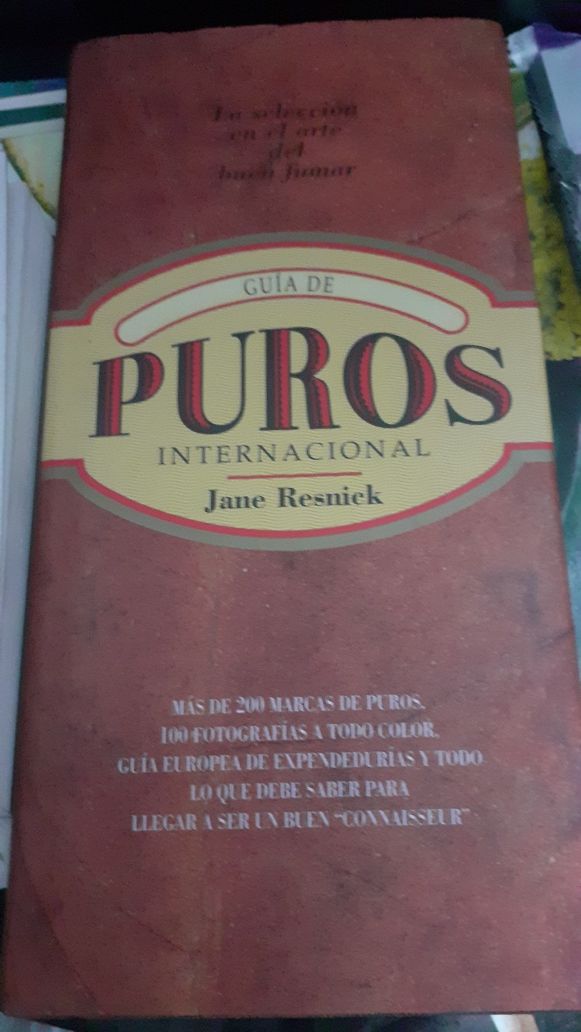 La selección
en el arte
del
buen fumar
GUÍA DE
PUROS
INTERNACIONAL
Jane Resnick
MÁS DE 200 MARCAS DE PUROS.
100 FOTOGRAFÍAS A TODO COLOR.
GUÍA EUROPEA DE EXPENDEDURÍAS Y TODO
LO QUE DEBE SABER PARA
LLEGAR A SER UN BUEN "CONNAISSEUR"